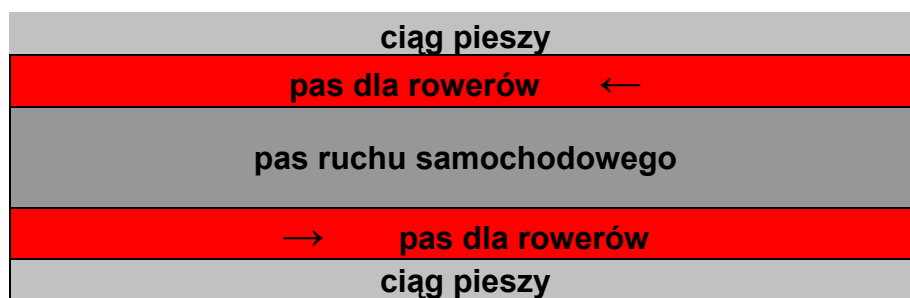 ciąg pieszy
pas dla rowerów ←
pas ruchu samochodowego
→ pas dla rowerów
ciąg pieszy